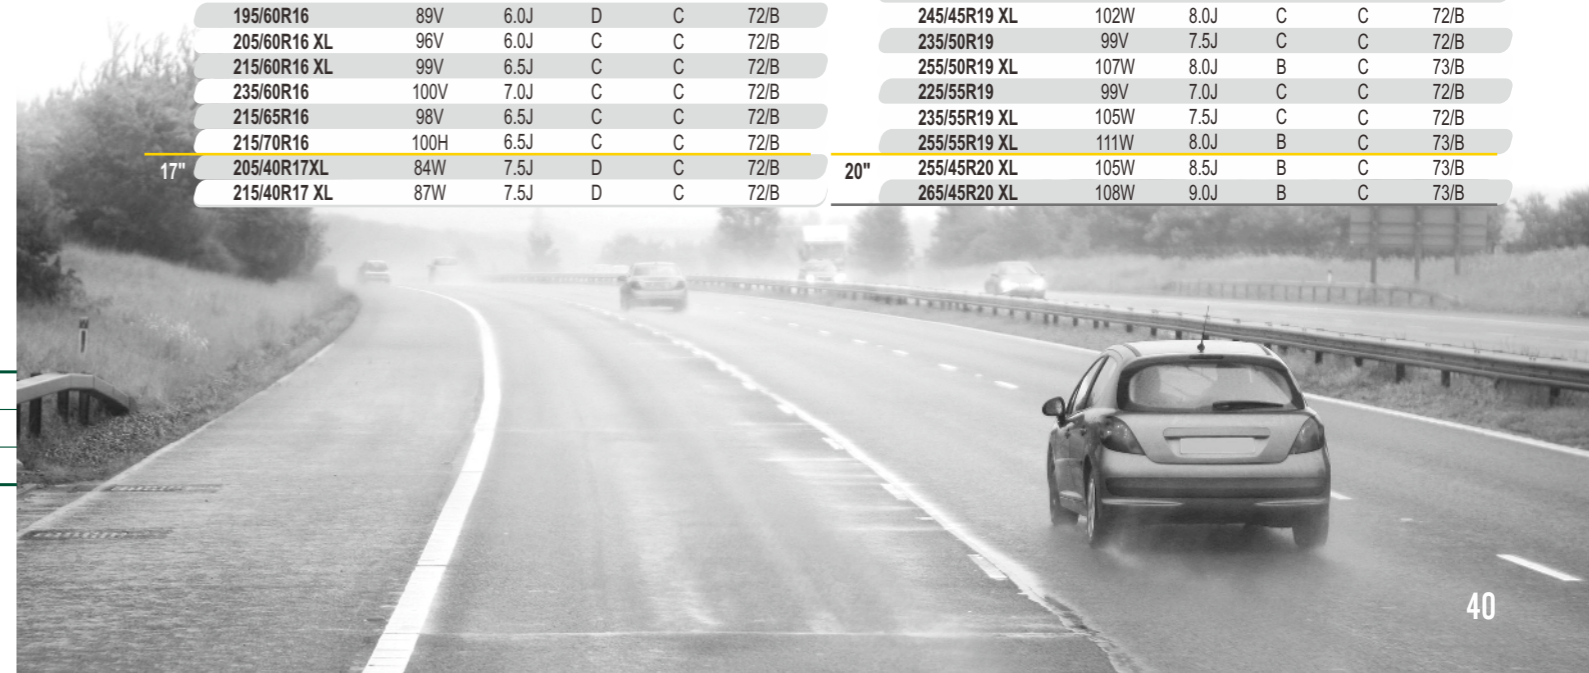 195/60R16 89V 6.0J D C 72/B
205/60R16 XL 96V 6.0J C C 72/B
215/60R16 XL 99V 6.5J C C 72/B
235/60R16 100V 7.0J C C 72/B
215/65R16 98V 6.5J C C 72/B
215/70R16 100H 6.5J C C 72/B
17" 205/40R17XL 84W 7.5J D C 72/B
215/40R17 XL 87W 7.5J D C 72/B
245/45R19 XL 102W 8.0J C C 72/B
235/50R19 99V 7.5J C C 72/B
255/50R19 XL 107W 8.0J B C 73/B
225/55R19 99V 7.0J C C 72/B
235/55R19 XL 105W 7.5J C C 72/B
255/55R19 XL 111W 8.0J B C 73/B
20" 255/45R20 XL 105W 8.5J B C 73/B
265/45R20 XL 108W 9.0J B C 73/B
40